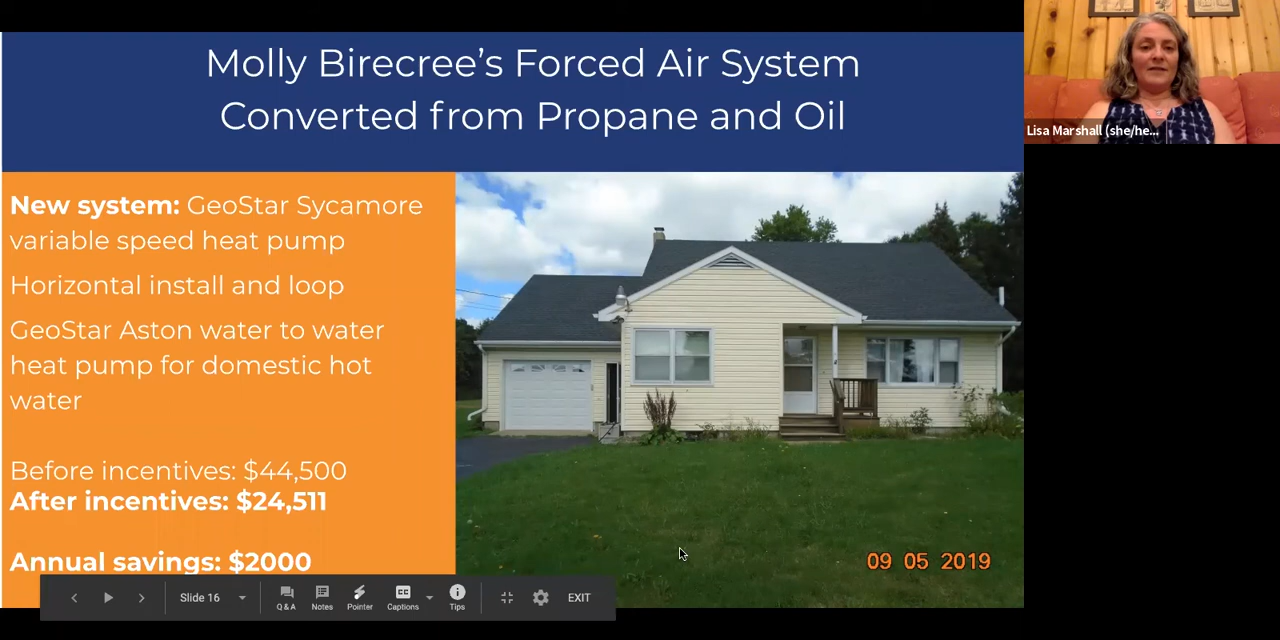 Molly Birecree's Forced Air System
Converted from Propane and Oil
Lisa Marshall (she/he...
New system: GeoStar Sycamore
variable speed heat pump
Horizontal install and loop
GeoStar Aston water to water
heat pump for domestic hot
water
Before incentives: $44,500
After incentives: $24,511
Annual savings: $2000
09 05 2019
Slide 16
Q & A
Notes
Pointer
CC
Captions
Tips
EXIT